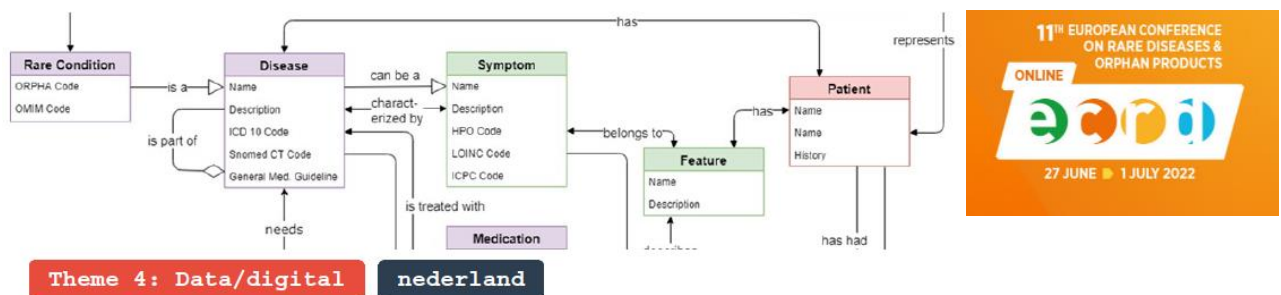 has
represents
Rare Condition
ORPHA Code
OMIM Code
is a
Disease
Name
Description
ICD 10 Code
Snomed CT Code
General Med. Guideline
is part of
can be a
charact-
erized by
Symptom
Name
Description
HPO Code
LOINC Code
ICPC Code
belongs to
Feature
Name
Description
has
Patient
Name
Name
History
needs
is treated with
Medication
has had
11TH EUROPEAN CONFERENCE
ON RARE DISEASES &
ORPHAN PRODUCTS
ONLINE
ecrd
27 JUNE 1 JULY 2022
Theme 4: Data/digital
nederland